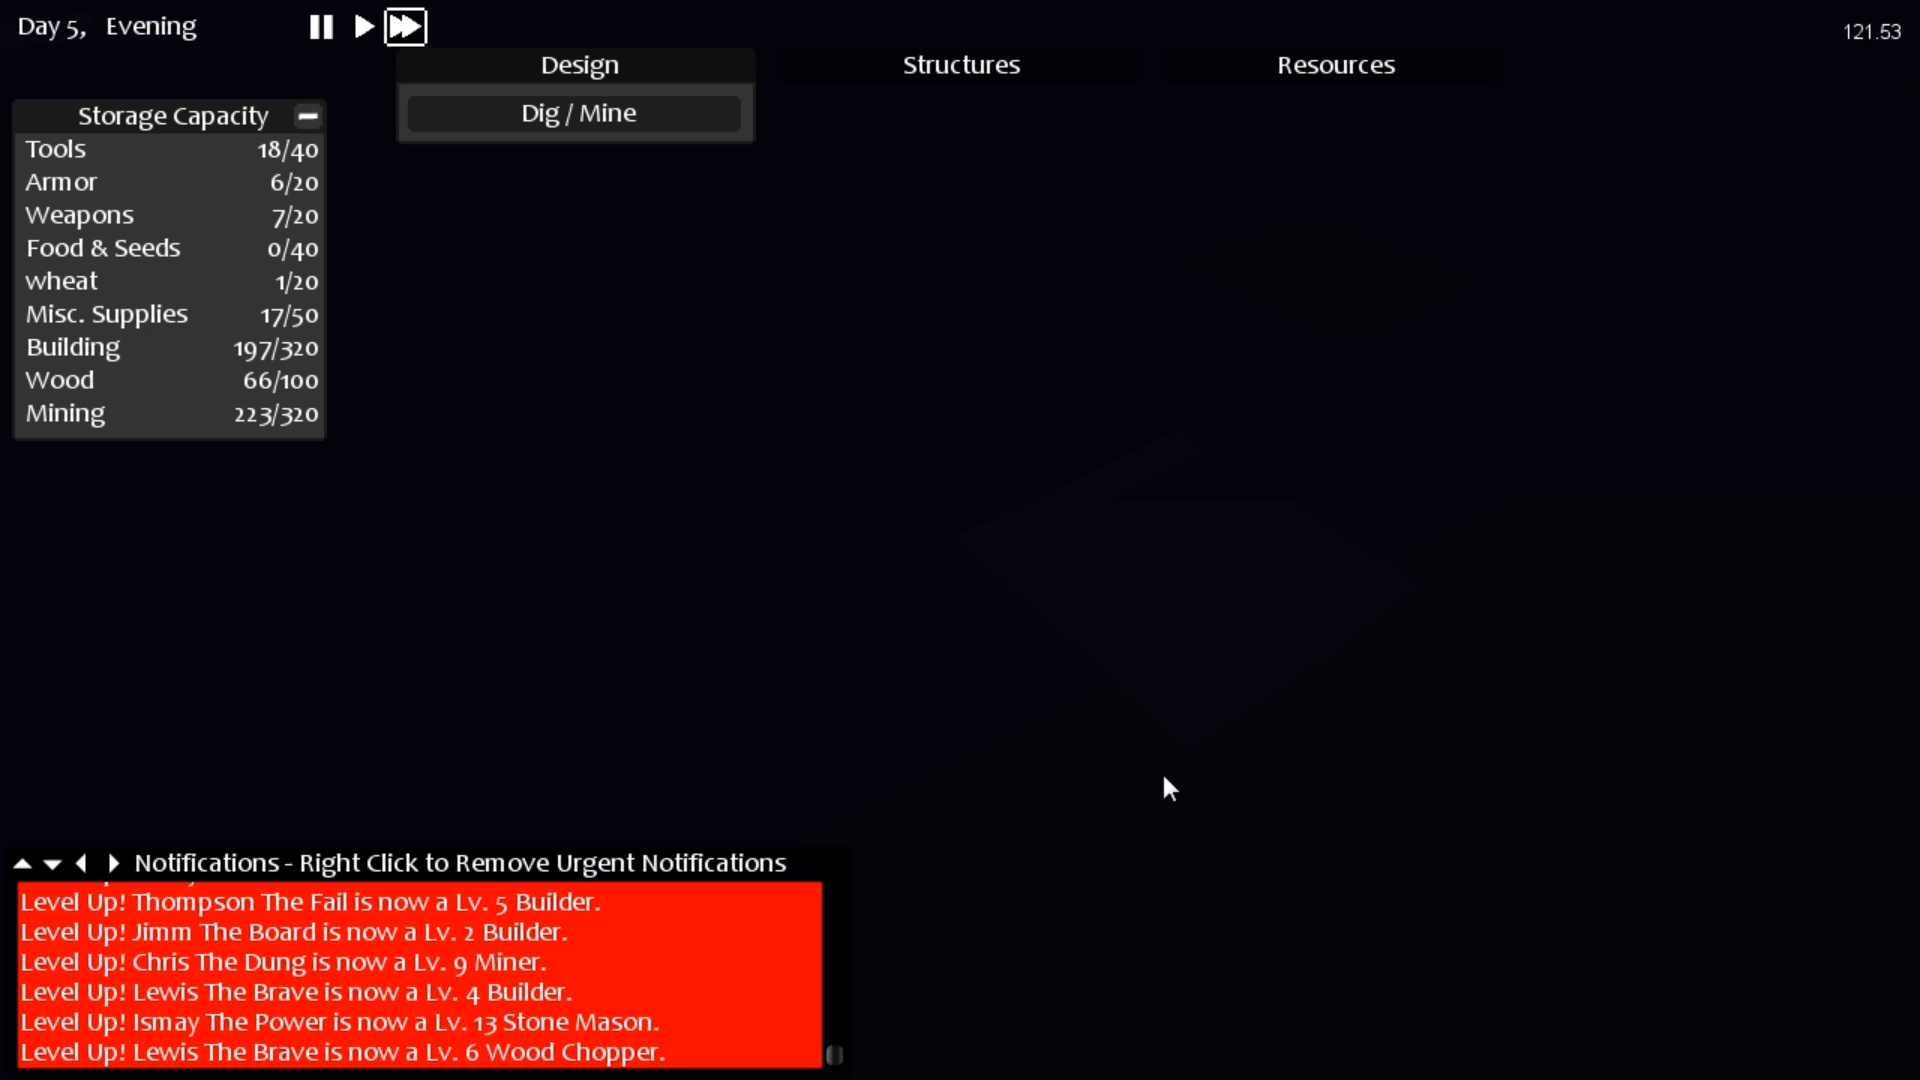 Day 5, Evening
121.53
Design
Structures
Resources
Dig / Mine
Storage Capacity
Tools 18/40
Armor 6/20
Weapons 7/20
Food & Seeds 0/40
wheat 1/20
Misc. Supplies 17/50
Building 197/320
Wood 66/100
Mining 223/320
Notifications - Right Click to Remove Urgent Notifications
Level Up! Thompson The Fail is now a Lv. 5 Builder.
Level Up! Jimm The Board is now a Lv. 2 Builder.
Level Up! Chris The Dung is now a Lv. 9 Miner.
Level Up! Lewis The Brave is now a Lv. 4 Builder.
Level Up! Ismay The Power is now a Lv. 13 Stone Mason.
Level Up! Lewis The Brave is now a Lv. 6 Wood Chopper.